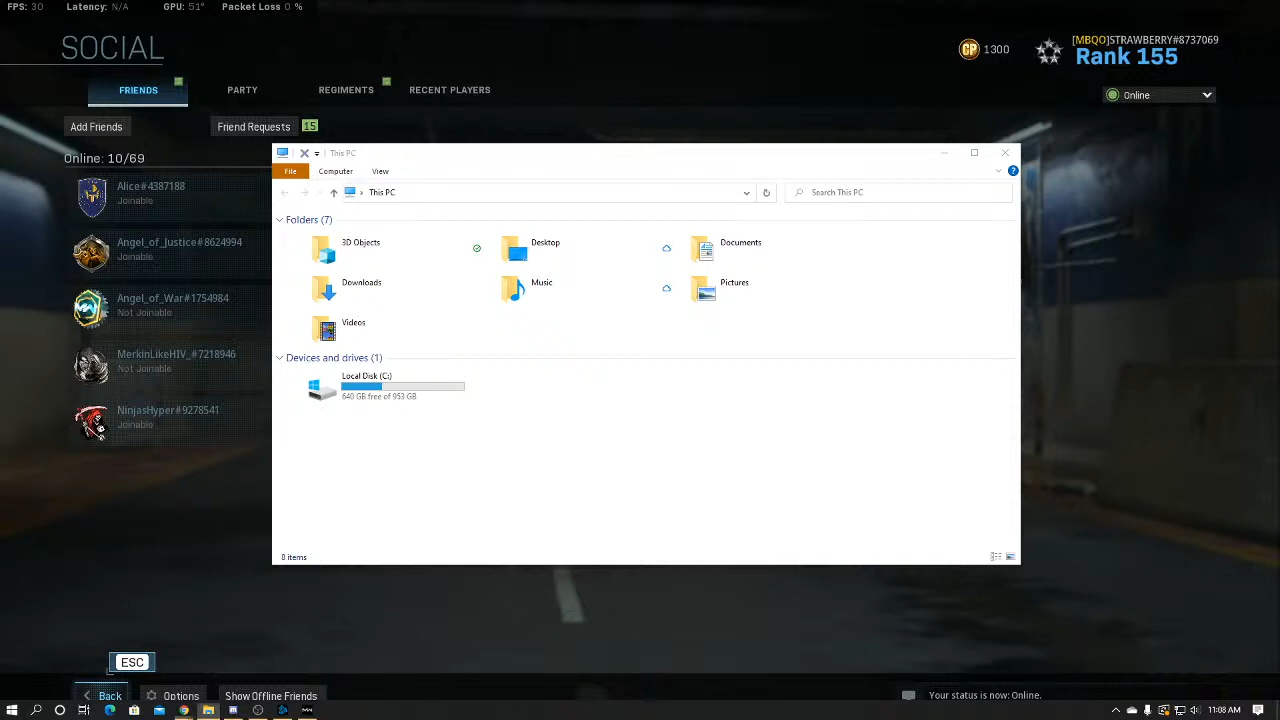 FPS: 30 Latency: N/A GPU: 51° Packet Loss 0 %
SOCIAL
CP 1300
[MBQO]STRAWBERRY#8737069
Rank 155
FRIENDS PARTY REGIMENTS RECENT PLAYERS
Online
Add Friends Friend Requests 15
Online: 10/69
Alice#4387188
Joinable
Angel_of_Justice#8624994
Joinable
Angel_of_War#1754984
Not Joinable
MerkinLikeHIV_#7218946
Not Joinable
NinjasHyper#9278541
Joinable
This PC
File Computer View
This PC
Search This PC
Folders (7)
3D Objects Desktop Documents
Downloads Music Pictures
Videos
Devices and drives (1)
Local Disk (C:)
640 GB free of 953 GB
8 items
ESC
Back Options Show Offline Friends
Your status is now: Online.
11:08 AM